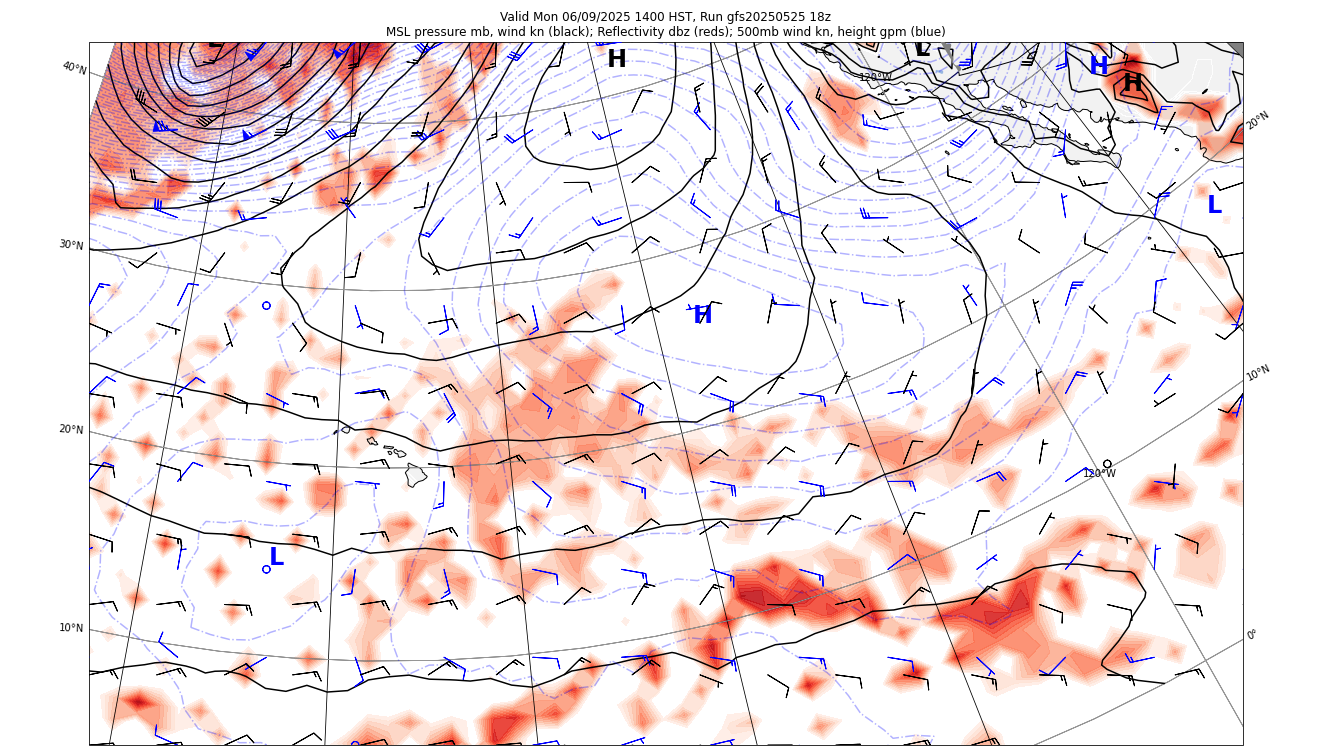 Valid Mon 06/09/2025 1400 HST, Run gfs20250525 18z
MSL pressure mb, wind kn (black); Reflectivity dbz (reds); 500mb wind kn, height gpm (blue)
L
H
L
H
H
40°N
120°W
20°N
L
30°N
H
10°N
20°N
120°W
L
10°N
0°